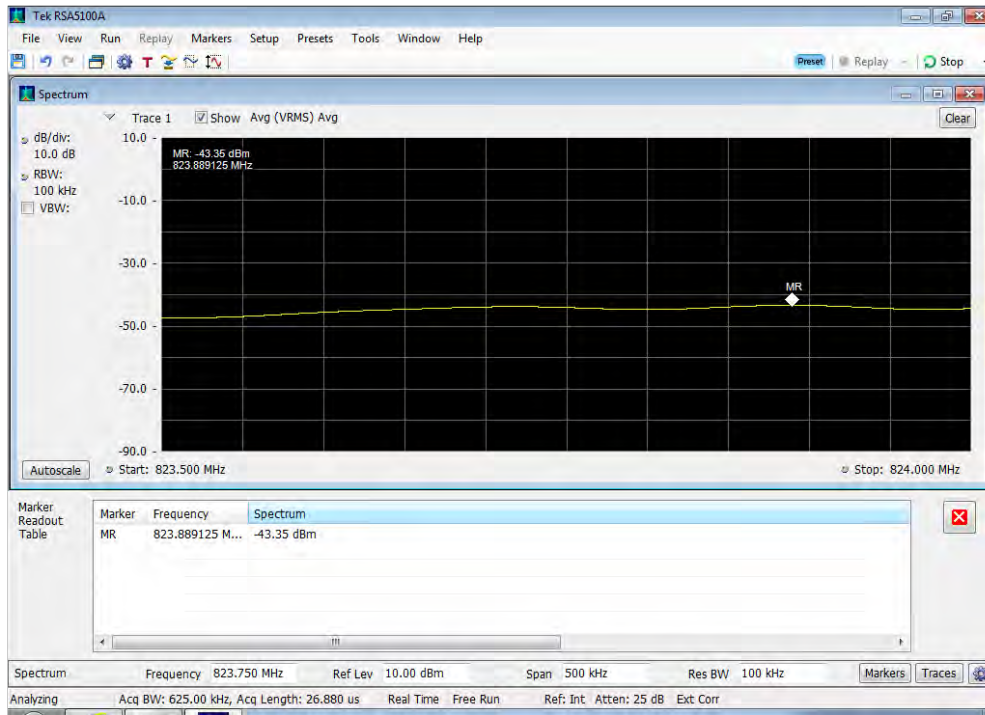 Tek RSA5100A
File View Run Replay Markers Setup Presets Tools Window Help
T Preset Replay Stop
Spectrum
Trace 1 Show Avg (VRMS) Avg Clear
dB/div:
10.0 dB
RBW:
100 kHz
VBW:
10.0 -
-10.0 -
-30.0 -
-50.0 -
-70.0 -
-90.0 -
MR: -43.35 dBm
823.889125 MHz
MR
Autoscale Start: 823.500 MHz Stop: 824.000 MHz
Marker
Readout
Table
Marker Frequency Spectrum
MR 823.889125 M... -43.35 dBm
Spectrum Frequency 823.750 MHz Ref Lev 10.00 dBm Span 500 kHz Res BW 100 kHz Markers Traces
Analyzing Acq BW: 625.00 kHz, Acq Length: 26.880 us Real Time Free Run Ref: Int Atten: 25 dB Ext Corr